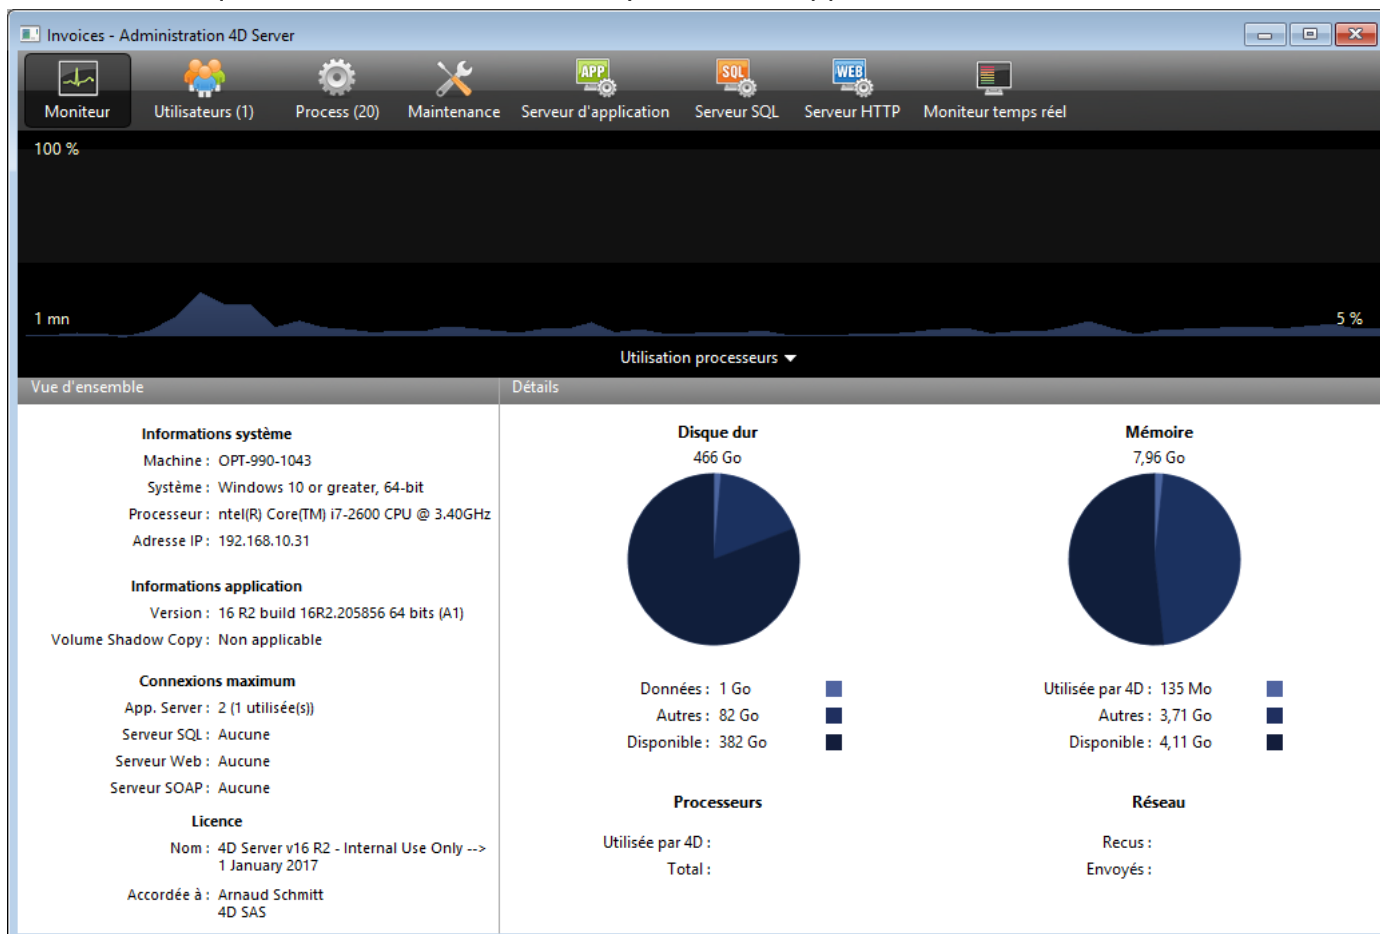 Invoices - Administration 4D Server
Moniteur
Utilisateurs (1)
Process (20)
Maintenance
APP
Serveur d'application
SQL
Serveur SQL
WEB
Serveur HTTP
Moniteur temps réel
100 %
1 mn
5 %
Utilisation processeurs
Vue d'ensemble
Informations système
Machine : OPT-990-1043
Système : Windows 10 or greater, 64-bit
Processeur : ntel(R) Core(TM) i7-2600 CPU @ 3.40GHz
Adresse IP : 192.168.10.31
Informations application
Version : 16 R2 build 16R2.205856 64 bits (A1)
Volume Shadow Copy : Non applicable
Connexions maximum
App. Server : 2 (1 utilisée(s))
Serveur SQL : Aucune
Serveur Web : Aucune
Serveur SOAP : Aucune
Licence
Nom : 4D Server v16 R2 - Internal Use Only -->
1 January 2017
Accordée à : Arnaud Schmitt
4D SAS
Détails
Disque dur
466 Go
Données : 1 Go
Autres : 82 Go
Disponible : 382 Go
Processeurs
Utilisée par 4D :
Total :
Mémoire
7,96 Go
Utilisée par 4D : 135 Mo
Autres : 3,71 Go
Disponible : 4,11 Go
Réseau
Recus :
Envoyés :